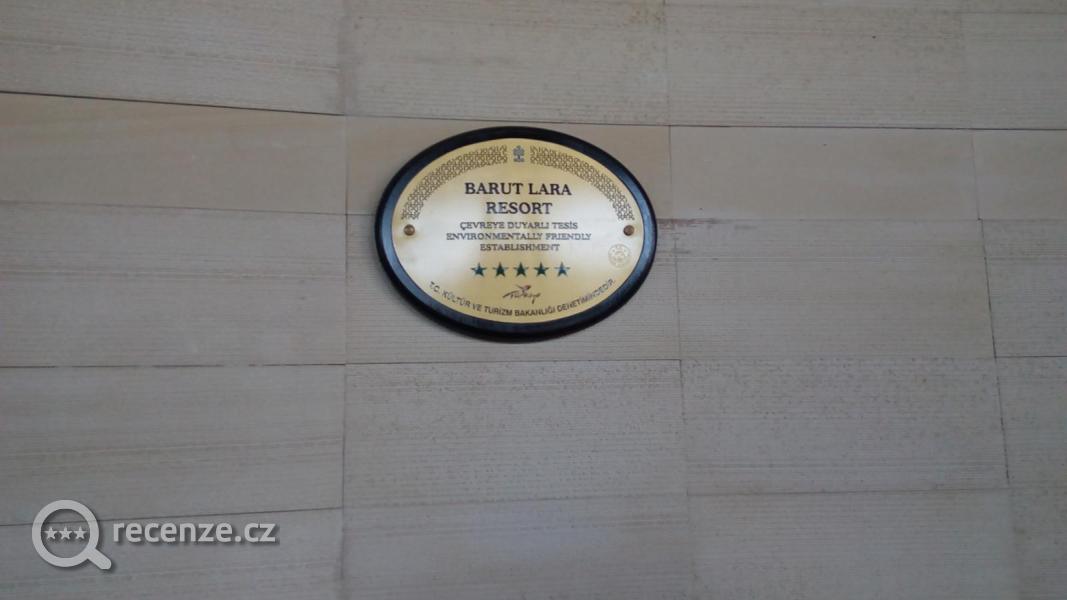 BARUT LARA
RESORT
ÇEVREYE DUYARLI TESİS
ENVIRONMENTALLY FRIENDLY
ESTABLISHMENT
Türkiye
T.C. KÜLTÜR VE TURİZM BAKANLIĞI DENETİMİNDEDİR.
recenze.cz